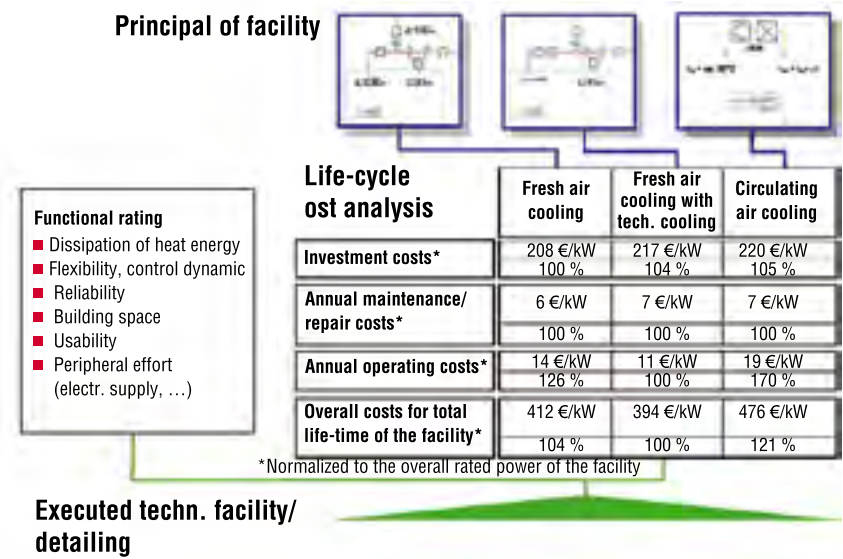 Principal of facility
Life-cycle
ost analysis
Fresh air
cooling
Fresh air
cooling with
tech. cooling
Circulating
air cooling
Functional rating
Dissipation of heat energy
Flexibility, control dynamic
Reliability
Building space
Usability
Peripheral effort
(electr. supply, …)
Investment costs*
208 €/kW 217 €/kW 220 €/kW
100 % 104 % 105 %
Annual maintenance/
repair costs*
6 €/kW 7 €/kW 7 €/kW
100 % 100 % 100 %
Annual operating costs*
14 €/kW 11 €/kW 19 €/kW
126 % 100 % 170 %
Overall costs for total
life-time of the facility*
412 €/kW 394 €/kW 476 €/kW
104 % 100 % 121 %
*Normalized to the overall rated power of the facility
Executed techn. facility/
detailing